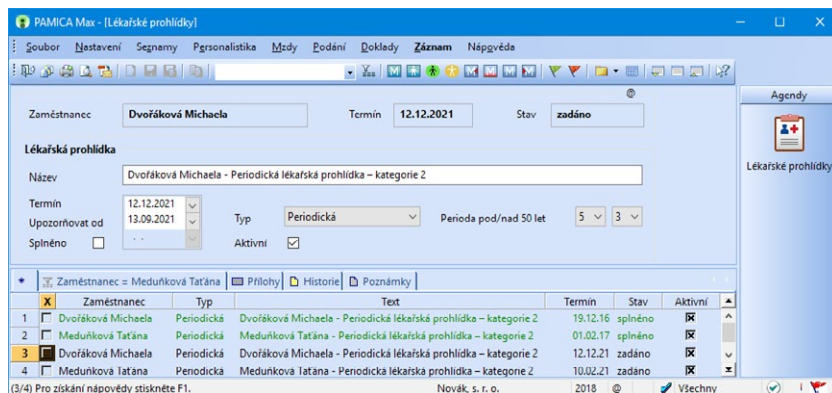 PAMICA Max - [Lékařské prohlídky]
Soubor Nastavení Seznamy Personalistika Mzdy Podání Doklady Záznam Nápověda
@
Agendy
Zaměstnanec Dvořáková Michaela Termín 12.12.2021 Stav zadáno
Lékařské prohlídky
Lékařská prohlídka
Název Dvořáková Michaela - Periodická lékařská prohlídka – kategorie 2
Termín 12.12.2021
Upozorňovat od 13.09.2021 Typ Periodická Perioda pod/nad 50 let 5 3
Splněno . . Aktivní
* Zaměstnanec = Meduňková Taťána Přílohy Historie Poznámky
X Zaměstnanec Typ Text Termín Stav Aktivní
1 Dvořáková Michaela Periodická Dvořáková Michaela - Periodická lékařská prohlídka – kategorie 2 19.12.16 splněno
2 Meduňková Taťána Periodická Meduňková Taťána - Periodická lékařská prohlídka – kategorie 2 01.02.17 splněno
3 Dvořáková Michaela Periodická Dvořáková Michaela - Periodická lékařská prohlídka – kategorie 2 12.12.21 zadáno
4 Meduňková Taťána Periodická Meduňková Taťána - Periodická lékařská prohlídka – kategorie 2 10.02.21 zadáno
(3/4) Pro získání nápovědy stiskněte F1. Novák, s. r. o. 2018 @ Všechny